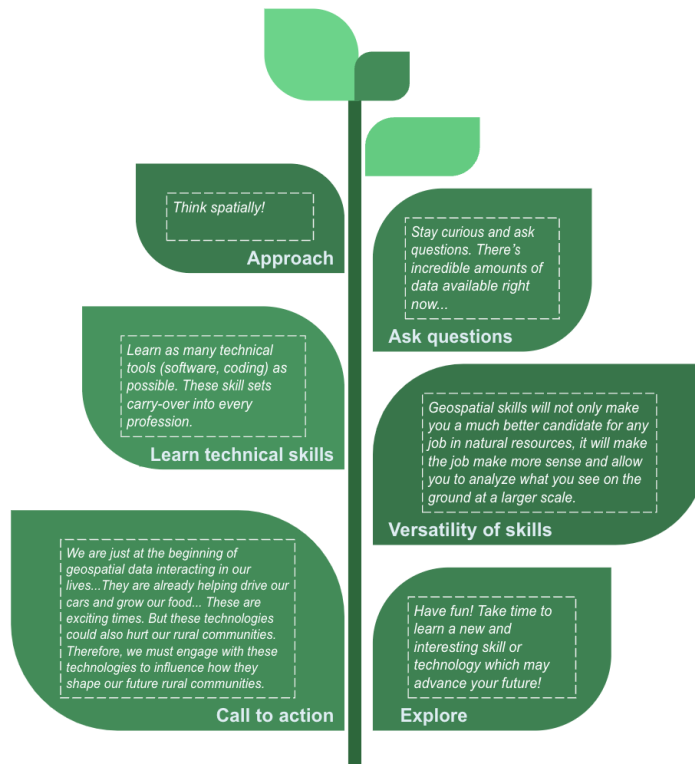 Think spatially!
Approach
Stay curious and ask
questions. There's
incredible amounts of
data available right
now...
Ask questions
Learn as many technical
tools (software, coding) as
possible. These skill sets
carry-over into every
profession.
Learn technical skills
Geospatial skills will not only make
you a much better candidate for any
job in natural resources, it will make
the job make more sense and allow
you to analyze what you see on the
ground at a larger scale.
Versatility of skills
We are just at the beginning of
geospatial data interacting in our
lives...They are already helping drive our
cars and grow our food... These are
exciting times. But these technologies
could also hurt our rural communities.
Therefore, we must engage with these
technologies to influence how they
shape our future rural communities.
Call to action
Have fun! Take time to
learn a new and
interesting skill or
technology which may
advance your future!
Explore